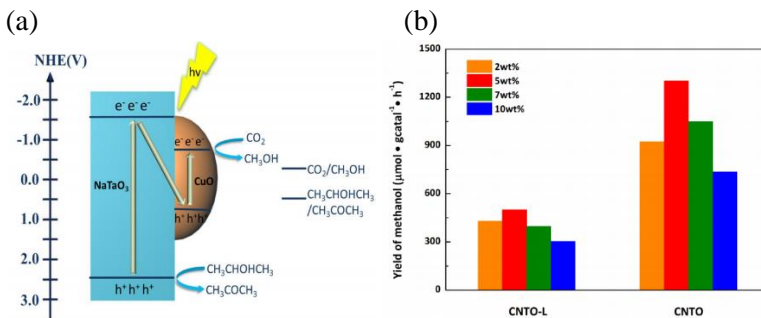 (a)
(b)
NHE(V)
hν
-2.0
-1.0
0.0
1.0
2.0
3.0
e⁻ e⁻ e⁻
NaTaO₃
h⁺ h⁺ h⁺
e⁻ e⁻ e⁻
CuO
h⁺ h⁺ h⁺
CO₂
CH₃OH
CO₂/CH₃OH
CH₃CHOHCH₃
/CH₃COCH₃
CH₃CHOHCH₃
CH₃COCH₃
Yield of methanol (μmol • gcatal⁻¹ • h⁻¹)
1500
1200
900
600
300
0
2wt%
5wt%
7wt%
10wt%
CNTO-L
CNTO